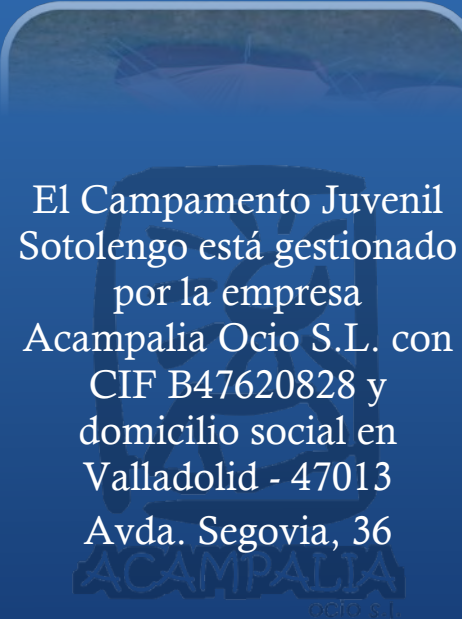 El Campamento Juvenil
Sotolengo está gestionado
por la empresa
Acampalia Ocio S.L. con
CIF B47620828 y
domicilio social en
Valladolid - 47013
Avda. Segovia, 36
ACAMPALIA
OCIO S.L.